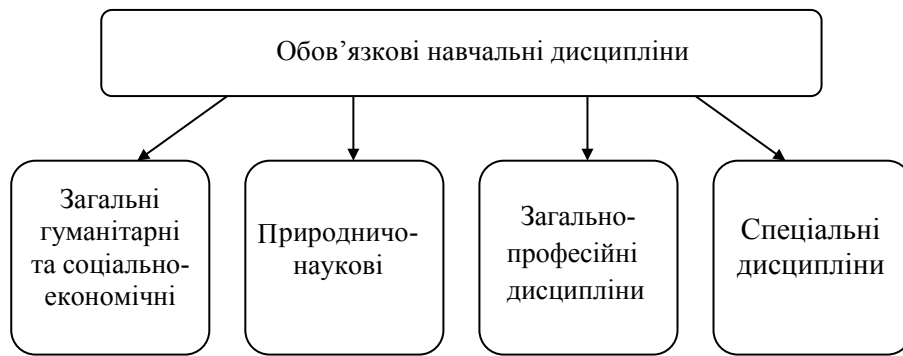 Обов’язкові навчальні дисципліни
Загальні
гуманітарні
та соціально-
економічні
Природничо-
наукові
Загально-
професійні
дисципліни
Спеціальні
дисципліни